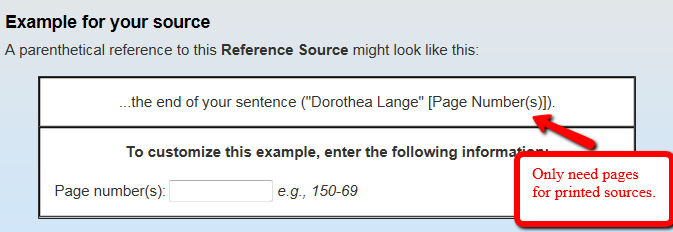 Example for your source
A parenthetical reference to this Reference Source might look like this:
...the end of your sentence ("Dorothea Lange" [Page Number(s)]).
To customize this example, enter the following information:
Page number(s): e.g., 150-69
Only need pages
for printed sources.